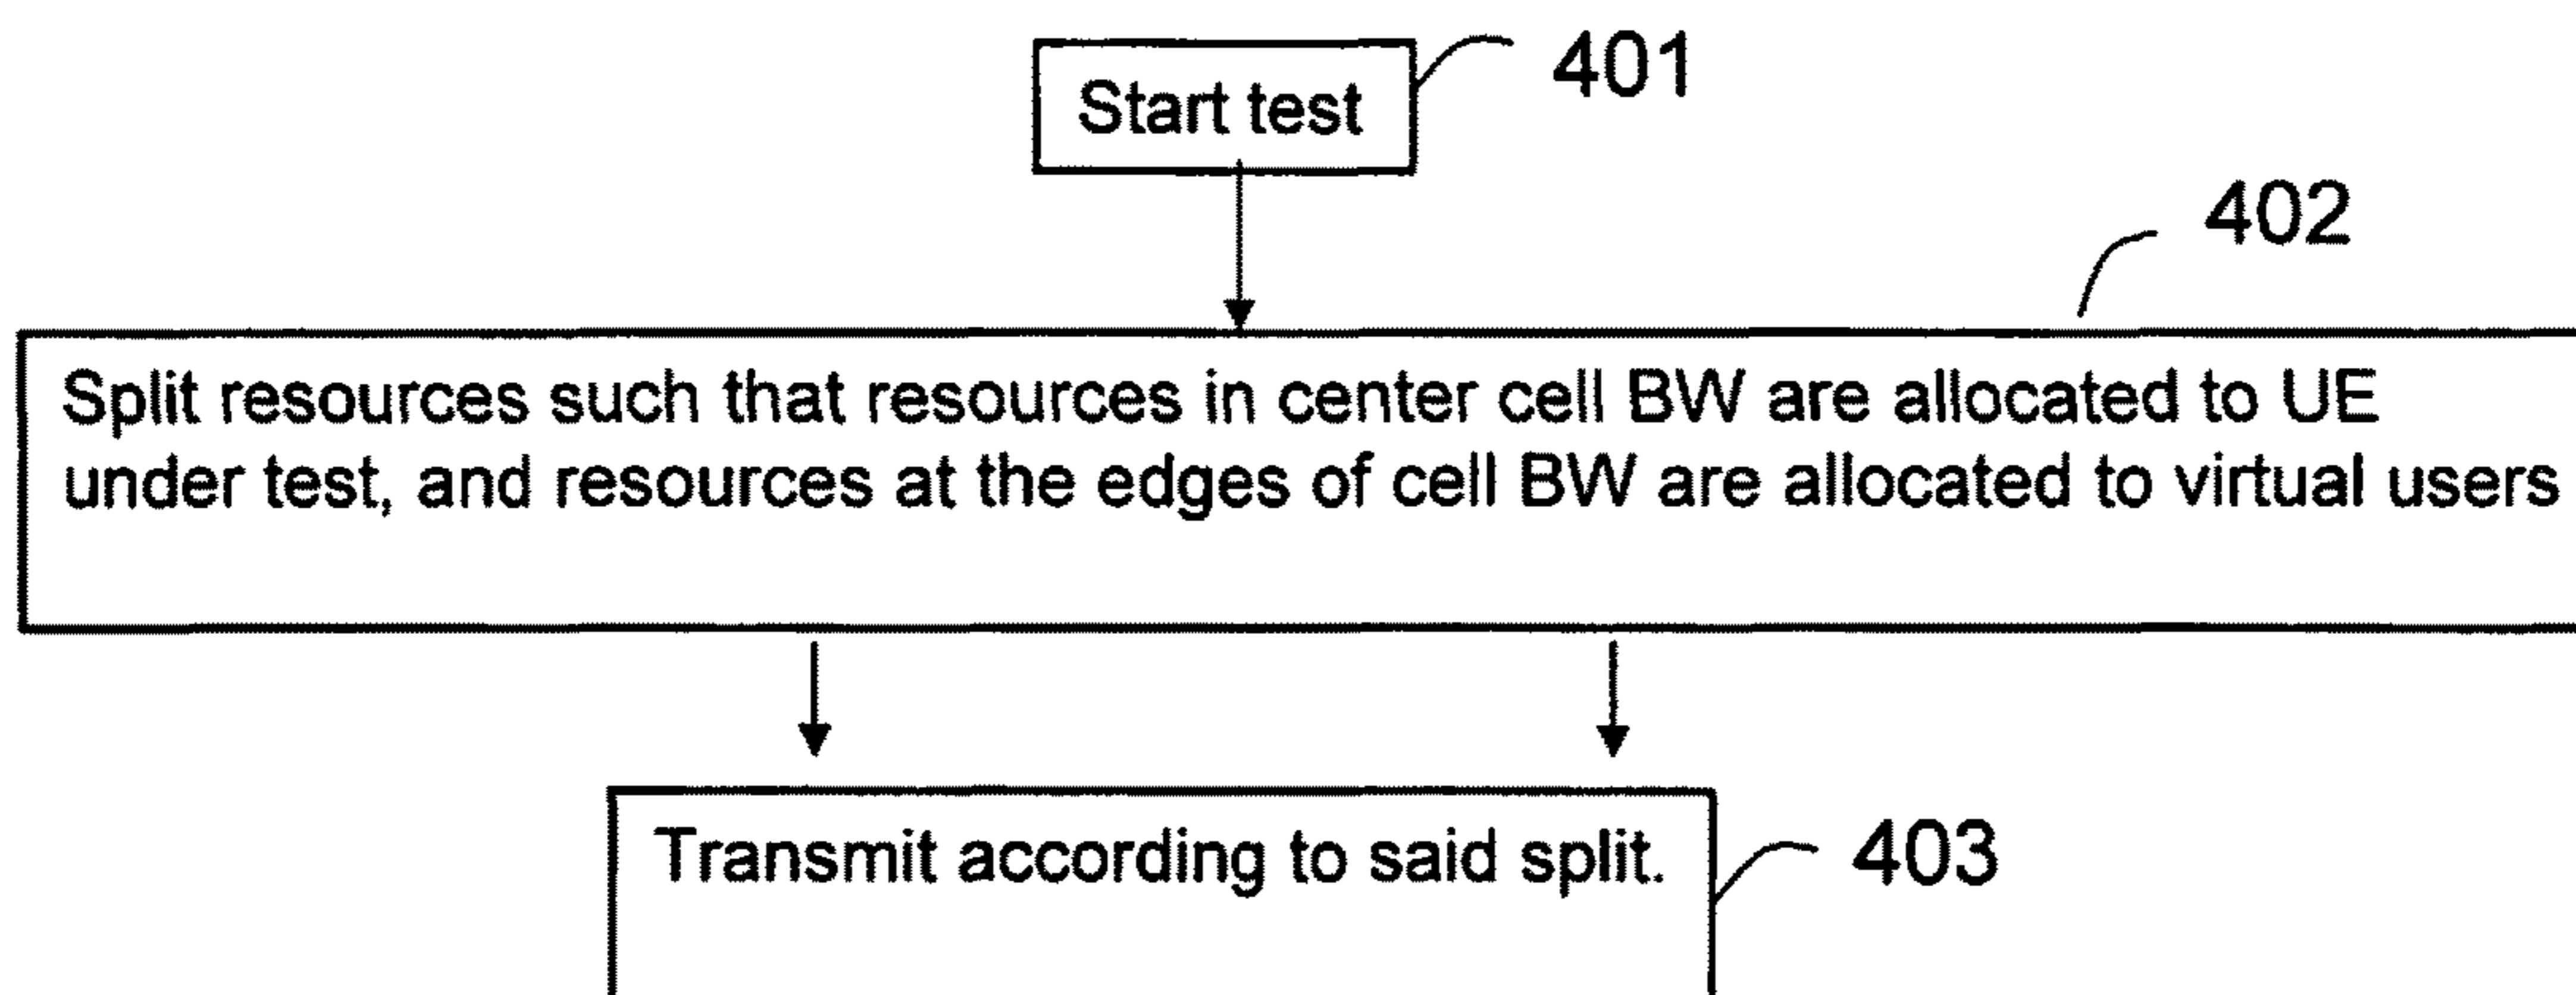 Start test
401
402
Split resources such that resources in center cell BW are allocated to UE
under test, and resources at the edges of cell BW are allocated to virtual users
Transmit according to said split.
403